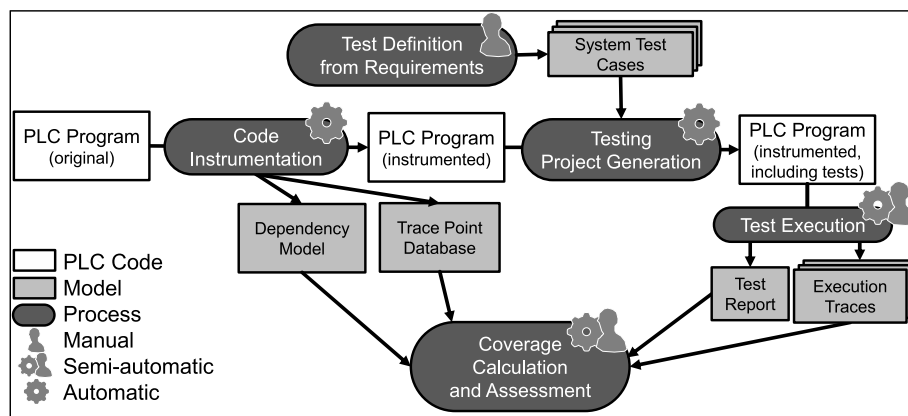 Test Definition
from Requirements
System Test
Cases
PLC Program
(original)
Code
Instrumentation
PLC Program
(instrumented)
Testing
Project Generation
PLC Program
(instrumented,
including tests)
Dependency
Model
Trace Point
Database
Test Execution
Test
Report
Execution
Traces
Coverage
Calculation
and Assessment
PLC Code
Model
Process
Manual
Semi-automatic
Automatic